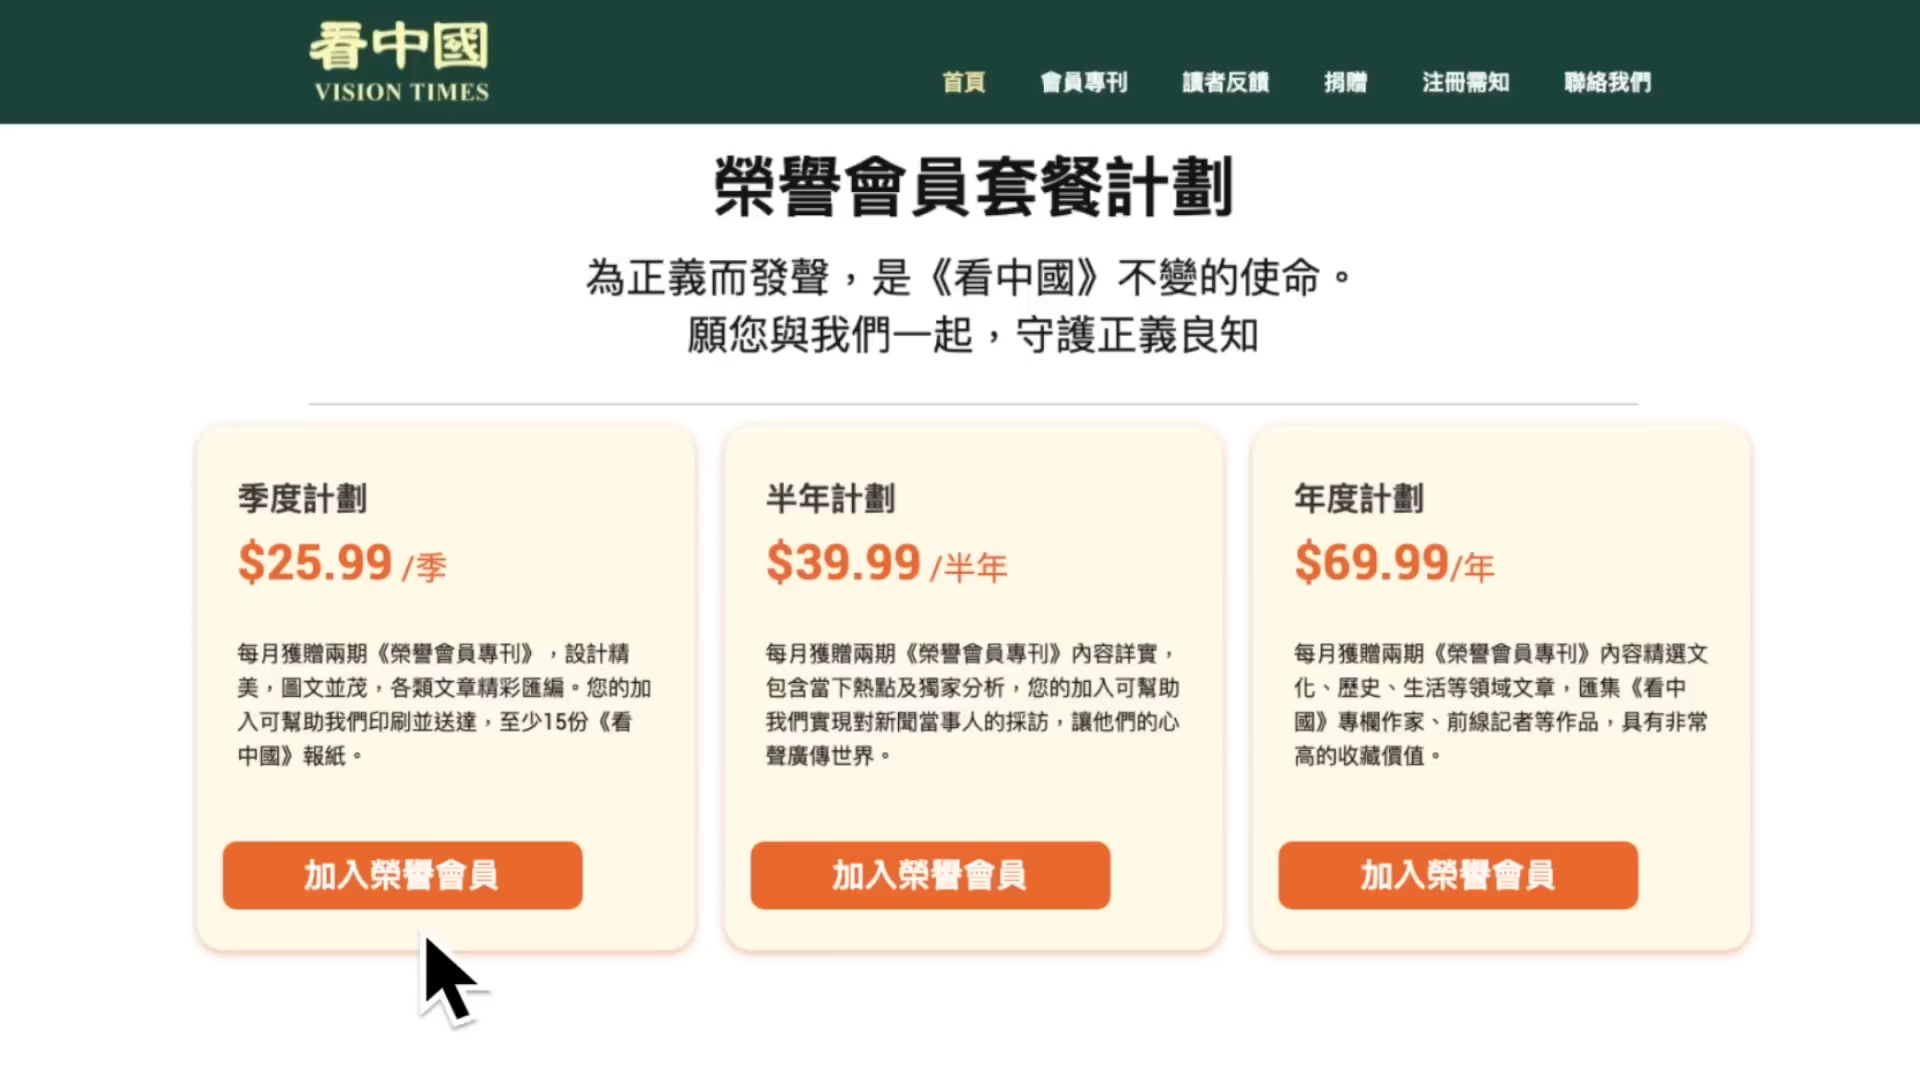 看中國
VISION TIMES
首頁 會員專刊 讀者反饋 捐贈 注冊需知 聯絡我們
榮譽會員套餐計劃
為正義而發聲，是《看中國》不變的使命。
願您與我們一起，守護正義良知
季度計劃
$25.99 /季
每月獲贈兩期《榮譽會員專刊》，設計精
美，圖文並茂，各類文章精彩匯編。您的加
入可幫助我們印刷並送達，至少15份《看
中國》報紙。
加入榮譽會員
半年計劃
$39.99 /半年
每月獲贈兩期《榮譽會員專刊》內容詳實，
包含當下熱點及獨家分析，您的加入可幫助
我們實現對新聞當事人的採訪，讓他們的心
聲廣傳世界。
加入榮譽會員
年度計劃
$69.99/年
每月獲贈兩期《榮譽會員專刊》內容精選文
化、歷史、生活等領域文章，匯集《看中
國》專欄作家、前線記者等作品，具有非常
高的收藏價值。
加入榮譽會員